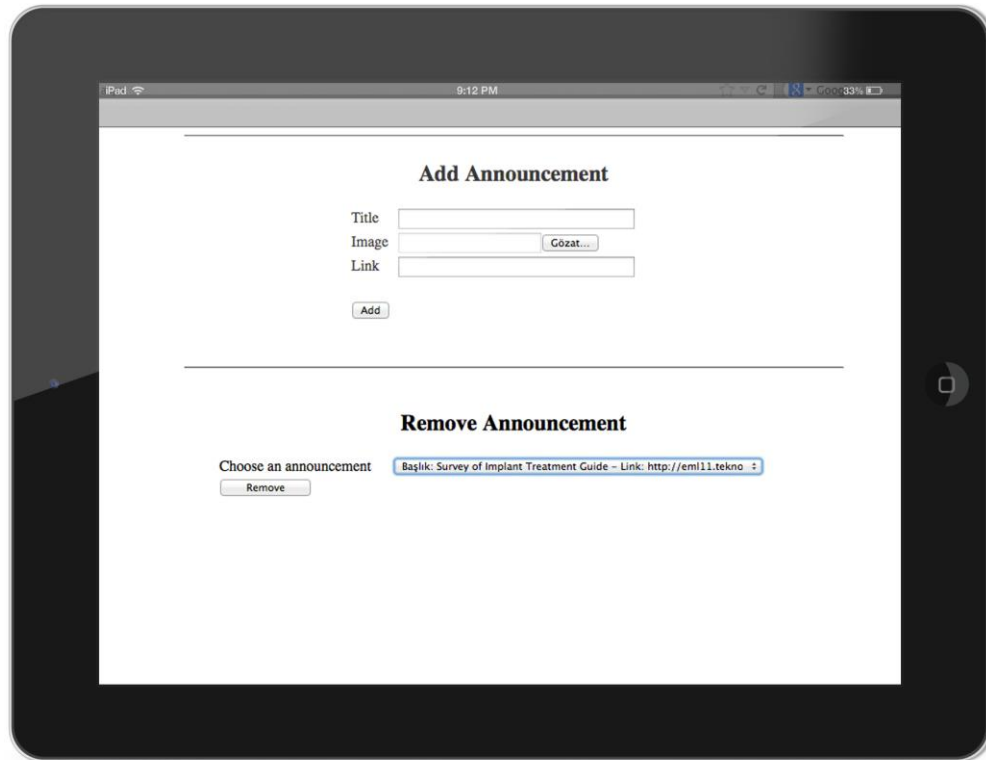 iPad 9:12 PM 33%
Add Announcement
Title
Image Gözat...
Link
Add
Remove Announcement
Choose an announcement Başlık: Survey of Implant Treatment Guide - Link: http://eml11.tekno
Remove